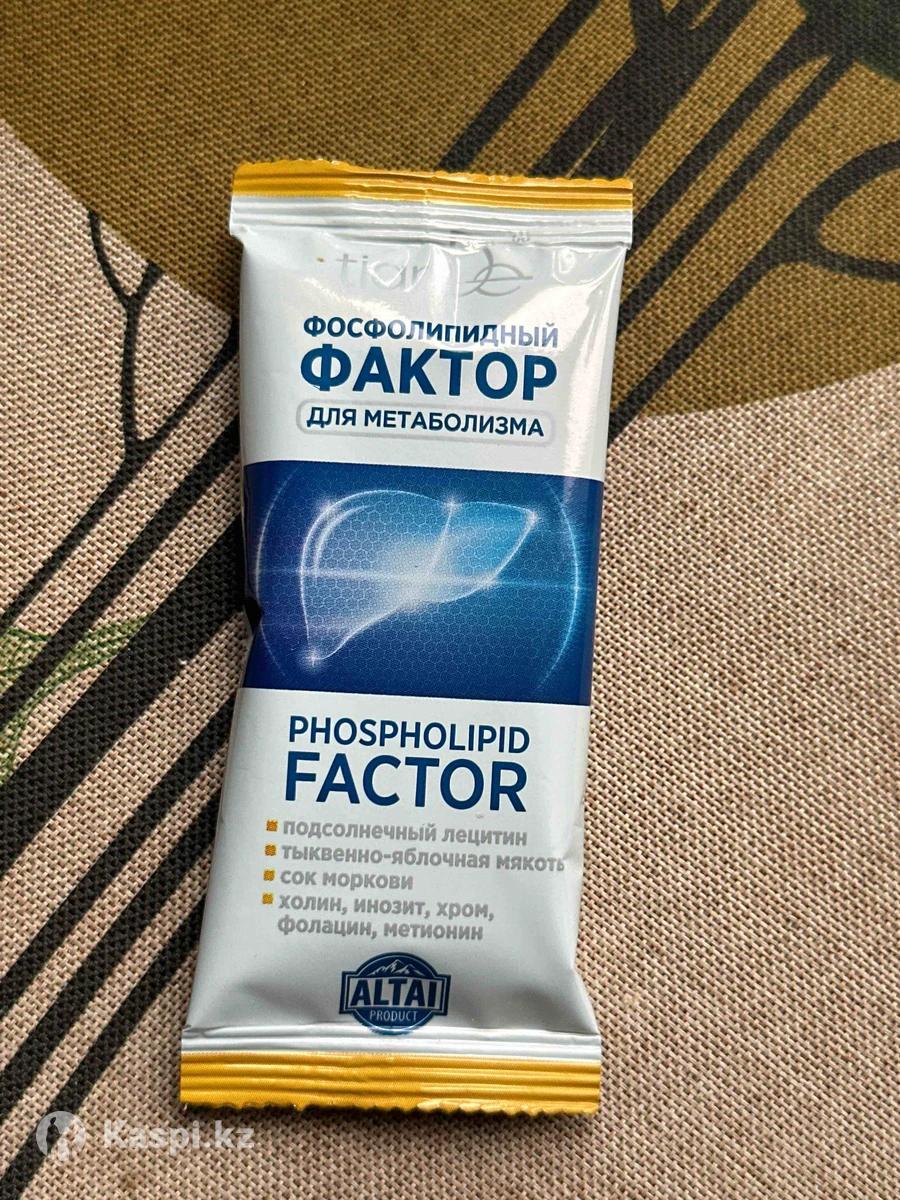 tian
ФОСФОЛИПИДНЫЙ
ФАКТОР
ДЛЯ МЕТАБОЛИЗМА
PHOSPHOLIPID
FACTOR
подсолнечный лецитин
тыквенно-яблочная мякоть
сок моркови
холин, инозит, хром,
фолацин, метионин
ALTAI
PRODUCT
Kaspi.kz